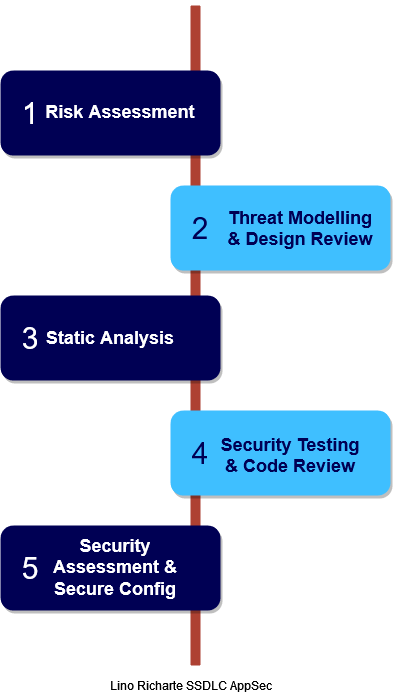 1 Risk Assessment
2 Threat Modelling
& Design Review
3 Static Analysis
4 Security Testing
& Code Review
Security
5 Assessment &
Secure Config
Lino Richarte SSDLC AppSec